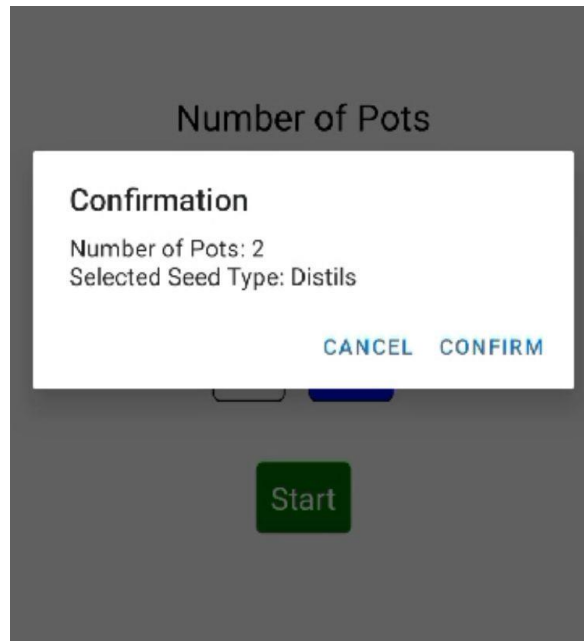 Number of Pots
Confirmation
Number of Pots: 2
Selected Seed Type: Distils
CANCEL CONFIRM
Start